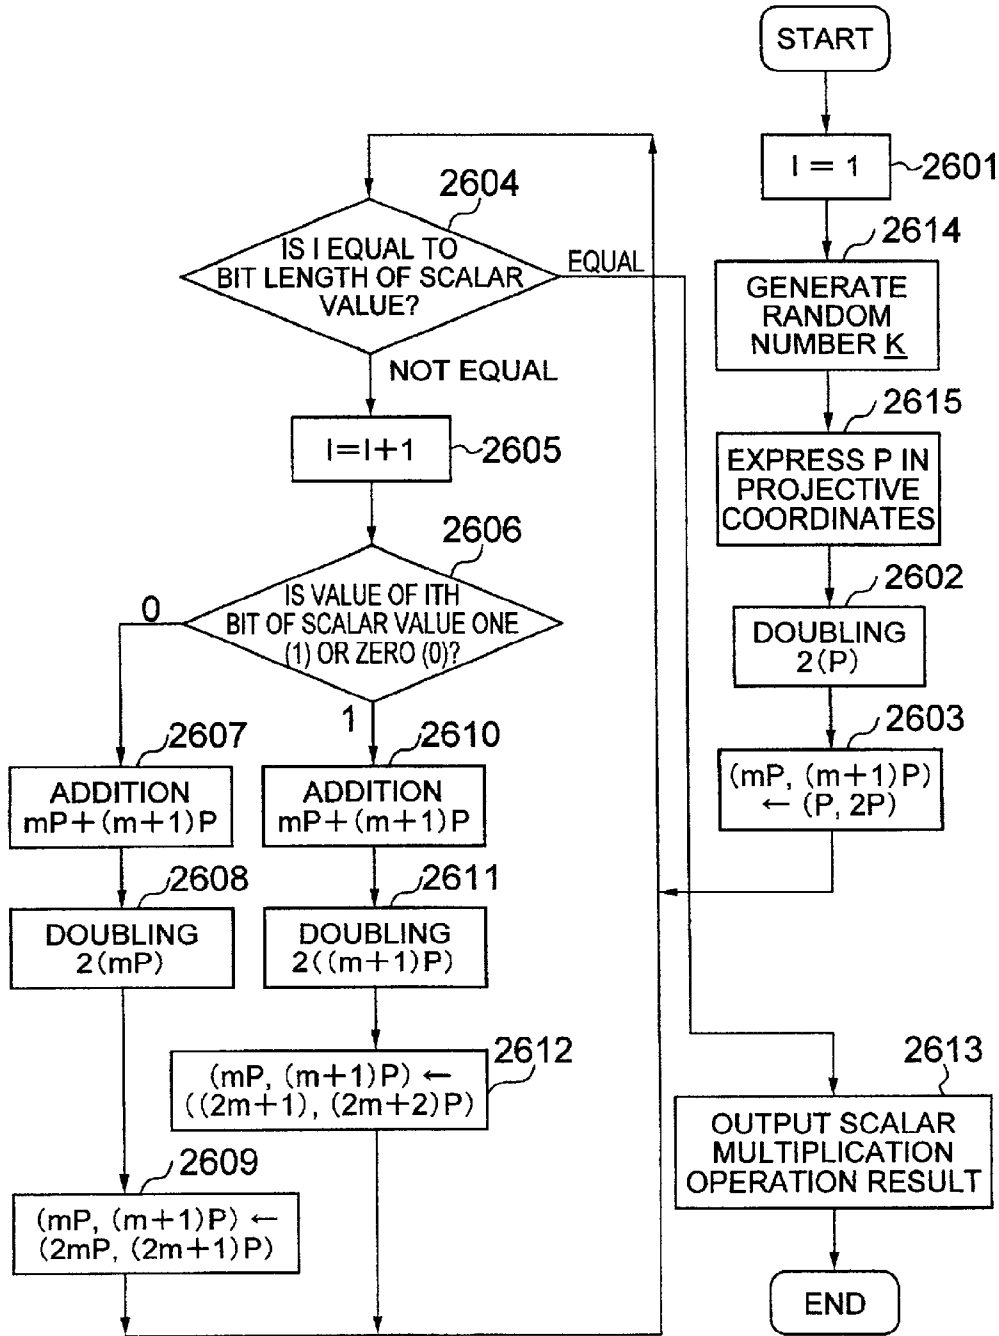 START
I = 1
2601
2614
GENERATE
RANDOM
NUMBER K
2615
EXPRESS P IN
PROJECTIVE
COORDINATES
2602
DOUBLING
2(P)
2603
(mP, (m+1)P)
← (P, 2P)
2604
IS I EQUAL TO
BIT LENGTH OF SCALAR
VALUE?
EQUAL
NOT EQUAL
I=I+1
2605
2606
IS VALUE OF ITH
BIT OF SCALAR VALUE ONE
(1) OR ZERO (0)?
0
1
2607
ADDITION
mP+(m+1)P
2608
DOUBLING
2(mP)
2609
(mP, (m+1)P) ←
(2mP, (2m+1)P)
2610
ADDITION
mP+(m+1)P
2611
DOUBLING
2((m+1)P)
2612
(mP, (m+1)P) ←
((2m+1), (2m+2)P)
2613
OUTPUT SCALAR
MULTIPLICATION
OPERATION RESULT
END